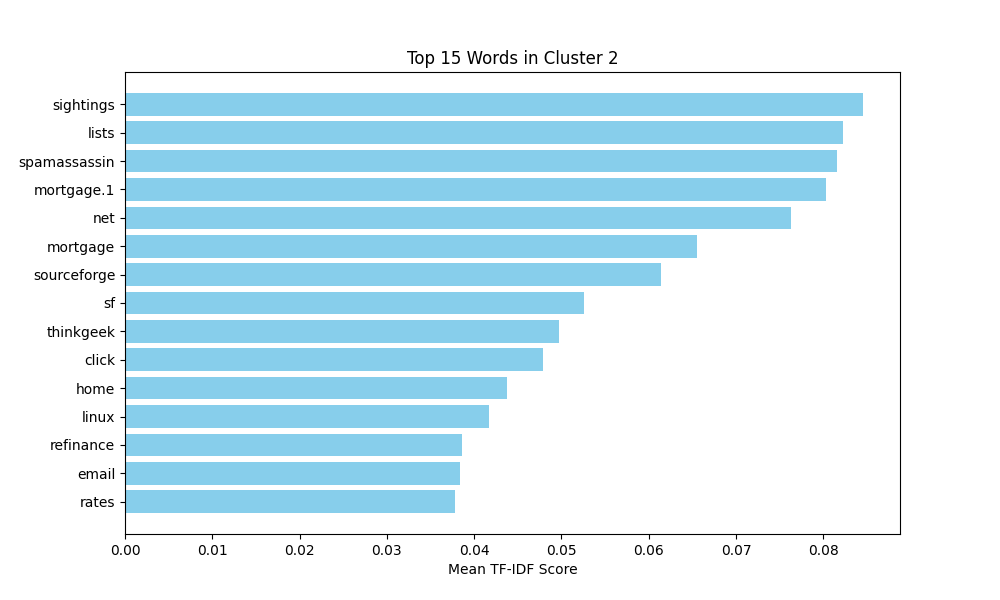 Top 15 Words in Cluster 2
sightings
lists
spamassassin
mortgage.1
net
mortgage
sourceforge
sf
thinkgeek
click
home
linux
refinance
email
rates
0.00 0.01 0.02 0.03 0.04 0.05 0.06 0.07 0.08
Mean TF-IDF Score